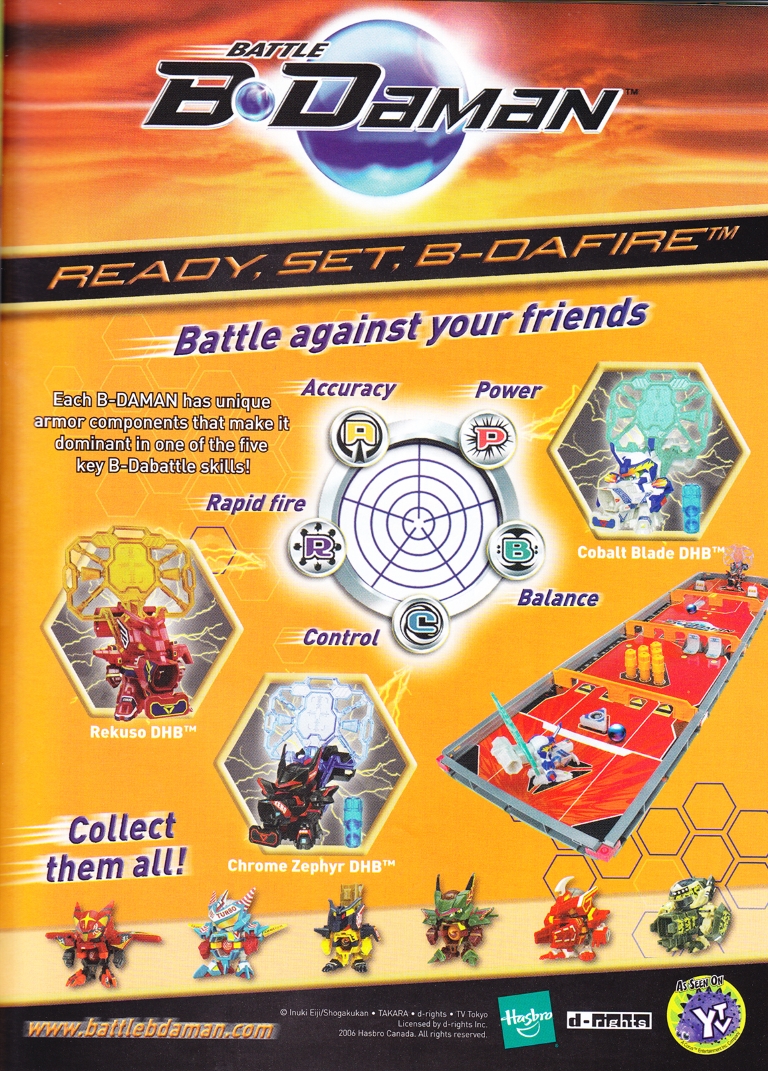 BATTLE
B-DAMAN™
READY, SET, B-DAFIRE™
Battle against your friends
Each B-DAMAN has unique
armor components that make it
dominant in one of the five
key B-Dabattle skills!
Accuracy
Power
A
P
Rapid fire
R
B
Cobalt Blade DHB™
Balance
C
Control
Rekuso DHB™
Chrome Zephyr DHB™
Collect
them all!
TURBO
www.battlebdaman.com
© Inuki Eiji/Shogakukan • TAKARA • d-rights • TV Tokyo
Licensed by d-rights Inc.
2006 Hasbro Canada. All rights reserved.
Hasbro
d-rights
AS SEEN ON
YTV